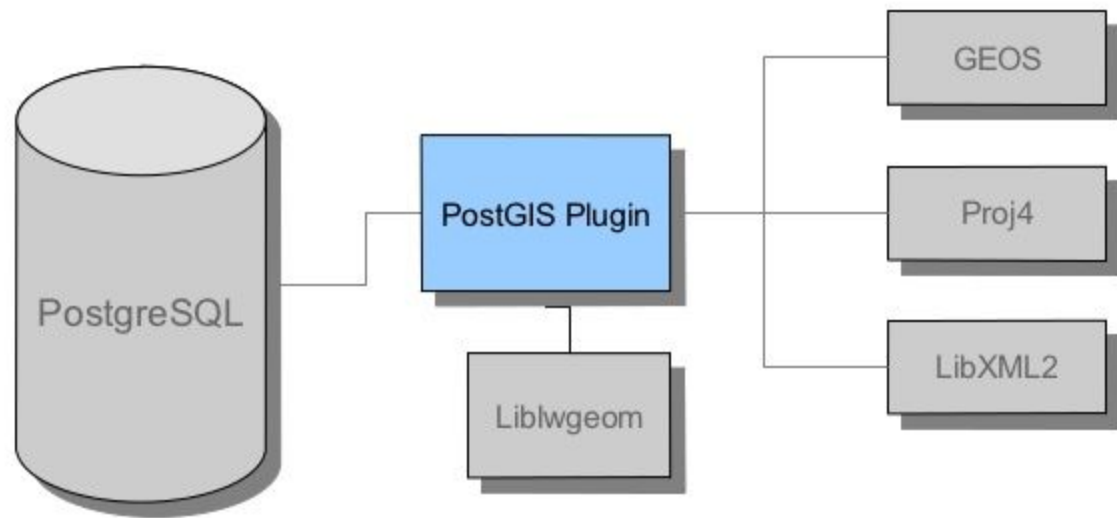 PostgreSQL
PostGIS Plugin
Liblwgeom
GEOS
Proj4
LibXML2